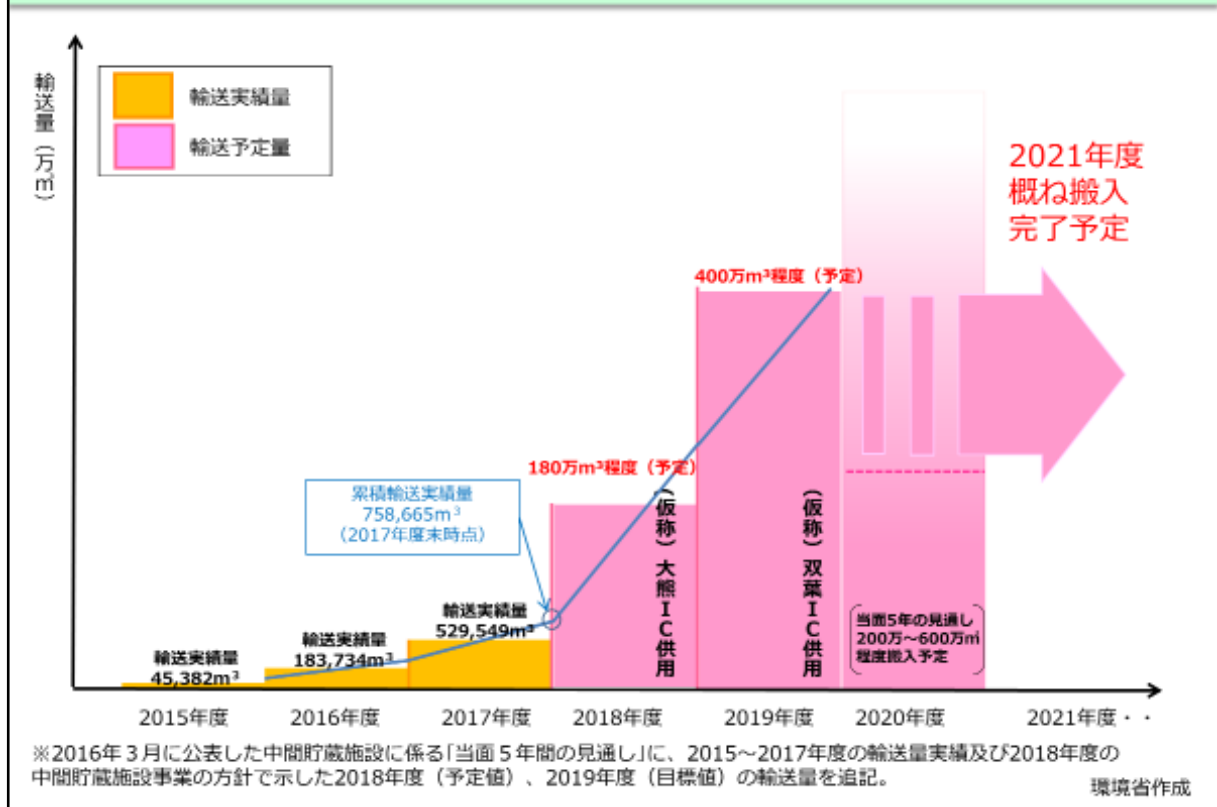 輸送量(万㎥)
輸送実績量
輸送予定量
2021年度
概ね搬入
完了予定
400万m³程度(予定)
180万m³程度(予定)
累積輸送実績量
758,665m³
(2017年度末時点)
輸送実績量
529,549m³
輸送実績量
183,734m³
輸送実績量
45,382m³
(仮称)大熊IC供用
(仮称)双葉IC供用
当面5年の見通し
200万~600万㎥
程度搬入予定
2015年度
2016年度
2017年度
2018年度
2019年度
2020年度
2021年度・・
※2016年3月に公表した中間貯蔵施設に係る「当面5年間の見通し」に、2015~2017年度の輸送量実績及び2018年度の
中間貯蔵施設事業の方針で示した2018年度(予定値)、2019年度(目標値)の輸送量を追記。
環境省作成